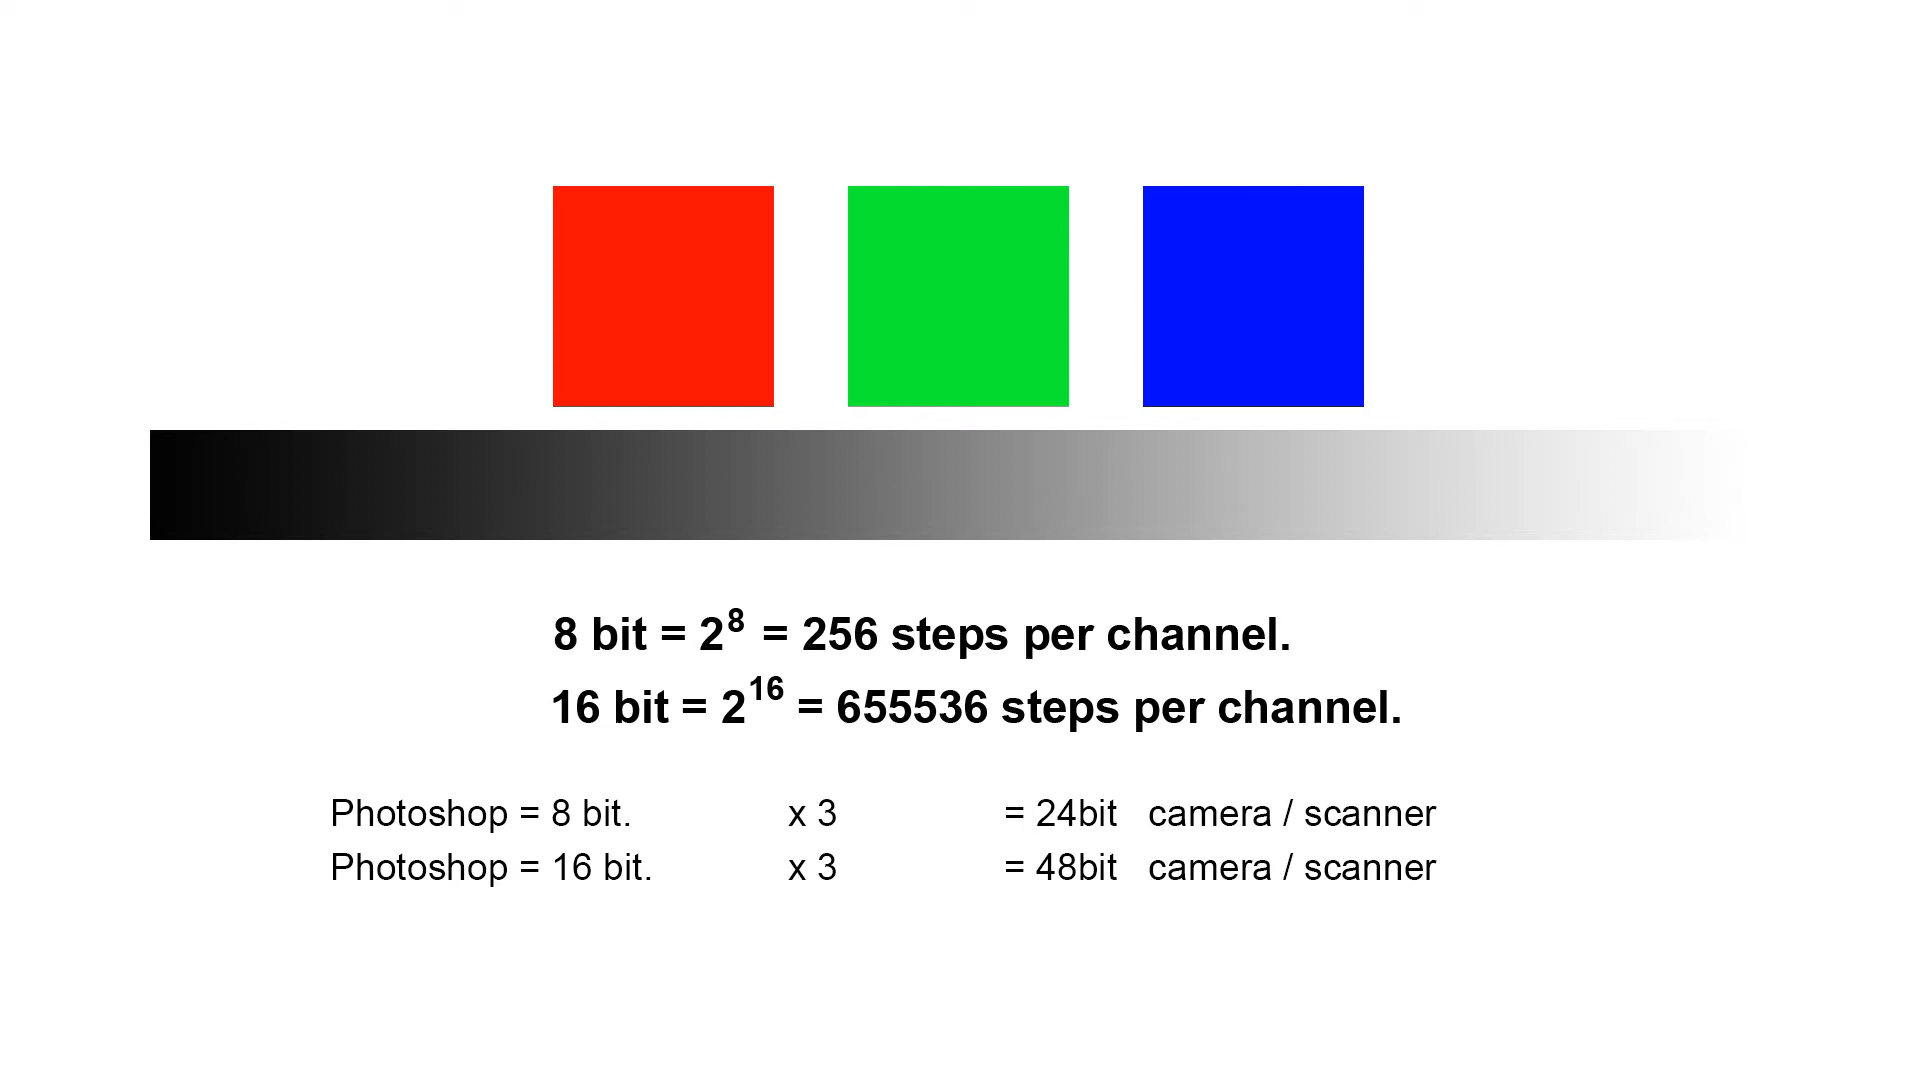 8 bit = 2⁸ = 256 steps per channel.
16 bit = 2¹⁶ = 655536 steps per channel.
Photoshop = 8 bit. x 3 = 24bit camera / scanner
Photoshop = 16 bit. x 3 = 48bit camera / scanner